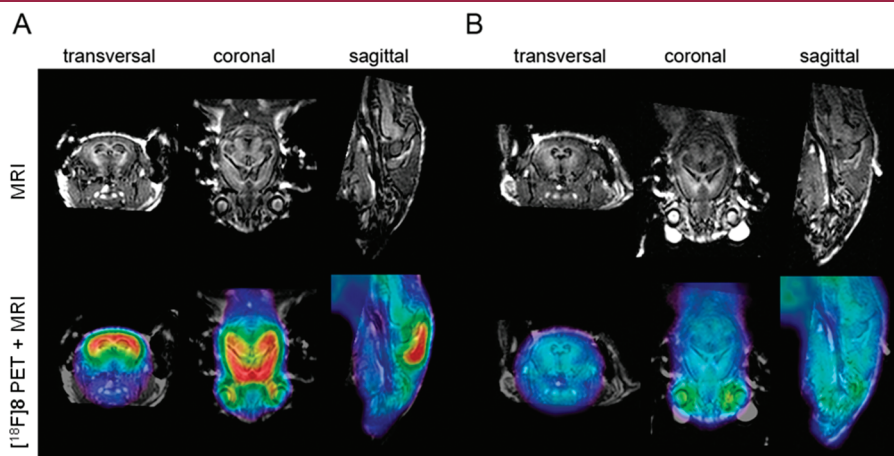 A
B
transversal coronal sagittal transversal coronal sagittal
MRI
[¹⁸F]8 PET + MRI